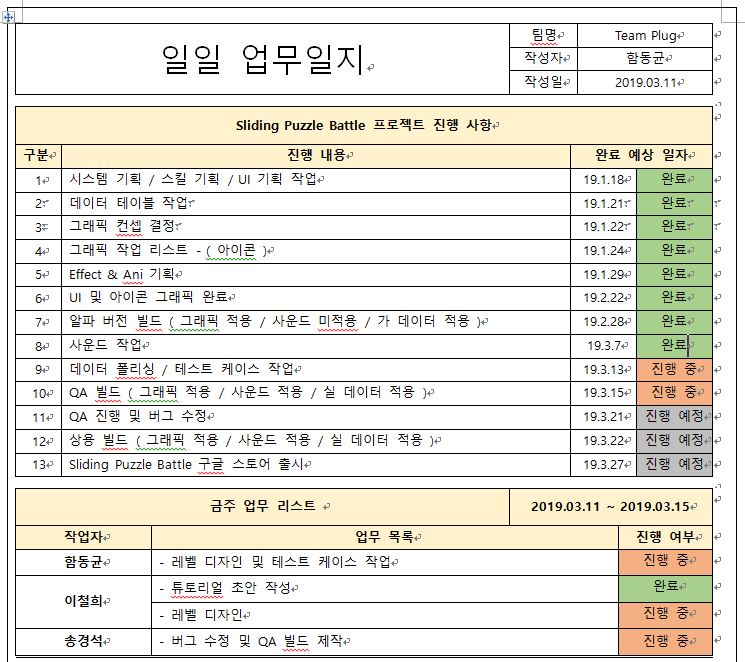 일일 업무일지
팀명 Team Plug
작성자 함동균
작성일 2019.03.11
Sliding Puzzle Battle 프로젝트 진행 사항
구분 진행 내용 완료 예상 일자
1 시스템 기획 / 스킬 기획 / UI 기획 작업 19.1.18 완료
2 데이터 테이블 작업 19.1.21 완료
3 그래픽 컨셉 결정 19.1.22 완료
4 그래픽 작업 리스트 - ( 아이콘 ) 19.1.24 완료
5 Effect & Ani 기획 19.1.29 완료
6 UI 및 아이콘 그래픽 완료 19.2.22 완료
7 알파 버전 빌드 ( 그래픽 적용 / 사운드 미적용 / 가 데이터 적용 ) 19.2.28 완료
8 사운드 작업 19.3.7 완료
9 데이터 폴리싱 / 테스트 케이스 작업 19.3.13 진행 중
10 QA 빌드 ( 그래픽 적용 / 사운드 적용 / 실 데이터 적용 ) 19.3.15 진행 중
11 QA 진행 및 버그 수정 19.3.21 진행 예정
12 상용 빌드 ( 그래픽 적용 / 사운드 적용 / 실 데이터 적용 ) 19.3.22 진행 예정
13 Sliding Puzzle Battle 구글 스토어 출시 19.3.27 진행 예정
금주 업무 리스트 2019.03.11 ~ 2019.03.15
작업자 업무 목록 진행 여부
함동균 - 레벨 디자인 및 테스트 케이스 작업 진행 중
이철희 - 튜토리얼 초안 작성 완료
- 레벨 디자인 진행 중
송경석 - 버그 수정 및 QA 빌드 제작 진행 중